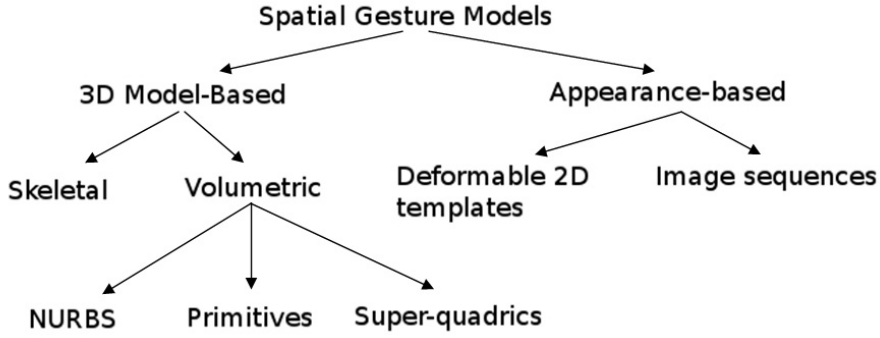 Spatial Gesture Models
3D Model-Based
Appearance-based
Skeletal
Volumetric
Deformable 2D
templates
Image sequences
NURBS
Primitives
Super-quadrics